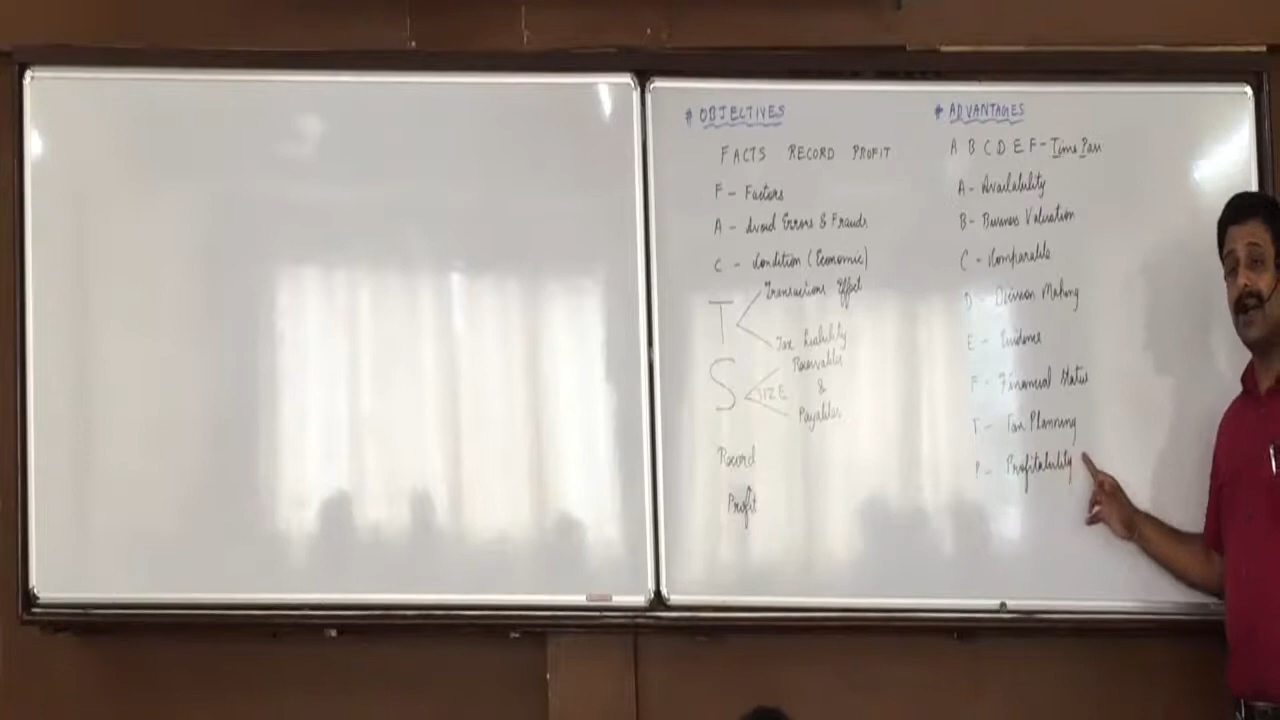 # OBJECTIVES
FACTS RECORD PROFIT
F - Factors
A - Avoid Errors & Frauds
C - Condition (Economic)
T
Transactions Effect
Tax Liability
S
SIZE
Receivables
&
Payables
Record
Profit
# ADVANTAGES
A B C D E F - Time Pass
A - Availability
B - Business Valuation
C - Comparable
D - Decision Making
E - Evidence
F - Financial Status
T - Tax Planning
P - Profitability